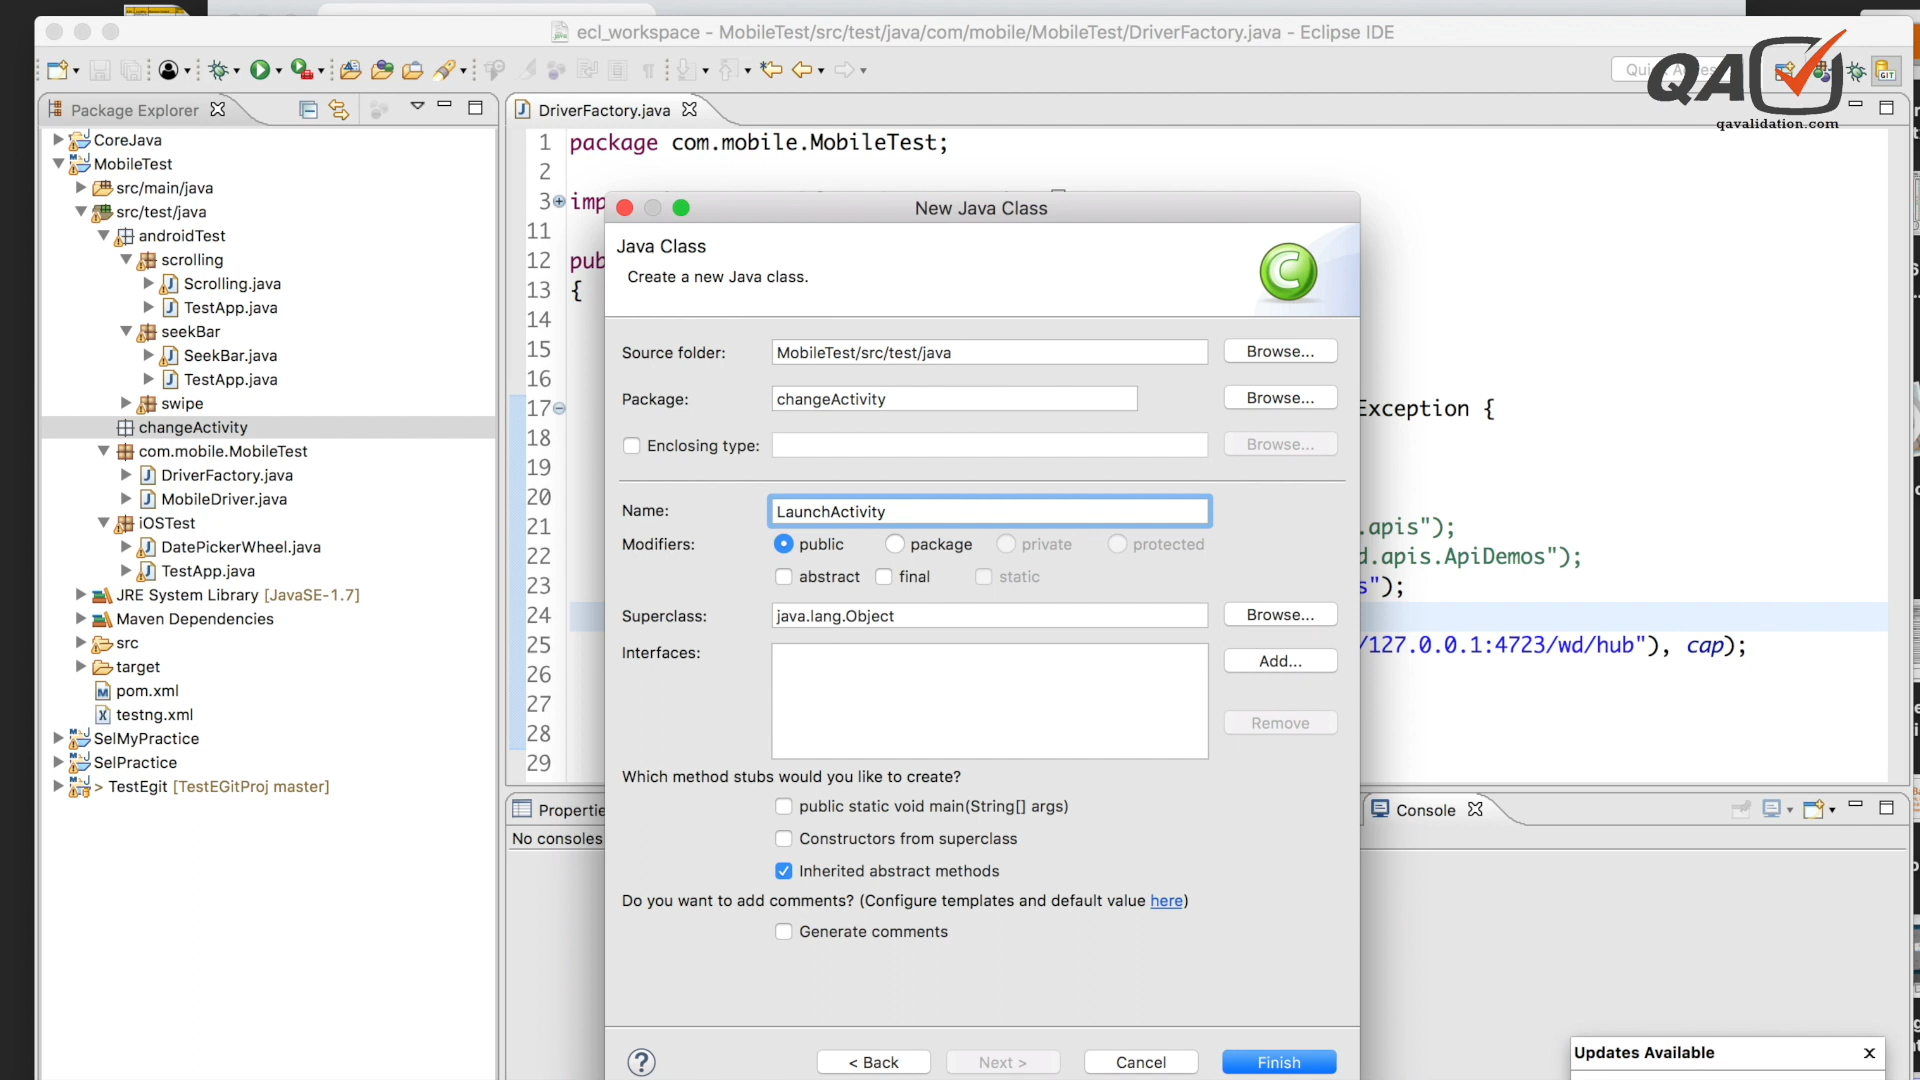 ecl_workspace - MobileTest/src/test/java/com/mobile/MobileTest/DriverFactory.java - Eclipse IDE
QA
qavalidation.com
GIT
Package Explorer
DriverFactory.java
CoreJava
MobileTest
src/main/java
src/test/java
androidTest
scrolling
Scrolling.java
TestApp.java
seekBar
SeekBar.java
TestApp.java
swipe
changeActivity
com.mobile.MobileTest
DriverFactory.java
MobileDriver.java
iOSTest
DatePickerWheel.java
TestApp.java
JRE System Library [JavaSE-1.7]
Maven Dependencies
src
target
pom.xml
testng.xml
SelMyPractice
SelPractice
> TestEgit [TestEGitProj master]
1 package com.mobile.MobileTest;
2
3 imp
11
12 pub
13 {
14
15
16
17 Exception {
18
19
20
21 .apis");
22 d.apis.ApiDemos");
23 s");
24
25 /127.0.0.1:4723/wd/hub"), cap);
26
27
28
29
New Java Class
Java Class
Create a new Java class.
Source folder: MobileTest/src/test/java Browse...
Package: changeActivity Browse...
Enclosing type: Browse...
Name: LaunchActivity
Modifiers: public package private protected
abstract final static
Superclass: java.lang.Object Browse...
Interfaces: Add...
Remove
Which method stubs would you like to create?
public static void main(String[] args)
Constructors from superclass
Inherited abstract methods
Do you want to add comments? (Configure templates and default value here)
Generate comments
? < Back Next > Cancel Finish
Propertie
Console
No consoles
Updates Available